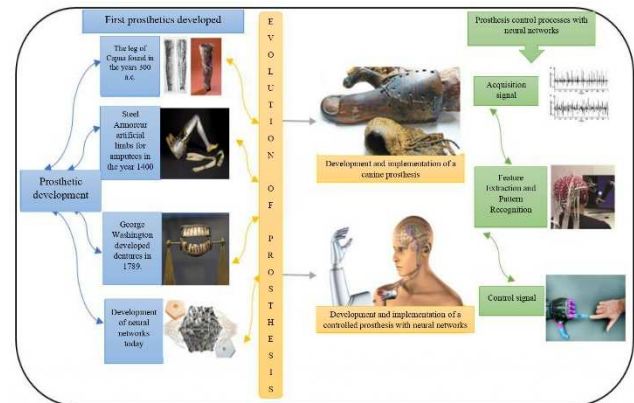 First prosthetics developed
The leg of
Capua found in
the years 300
a.c.
Steel
Armoreur
artificial
limbs for
amputees in
the year 1400
Prosthetic
development
George
Washington
developed
dentures in
1789.
Development
of neural
networks
today
EVOLUTION OF PROSTHESIS
Development and implementation of a
canine prosthesis
Development and implementation of a
controlled prosthesis with neural networks
Prosthesis control processes with
neural networks
Acquisition
signal
Feature
Extraction and
Pattern
Recognition
Control signal